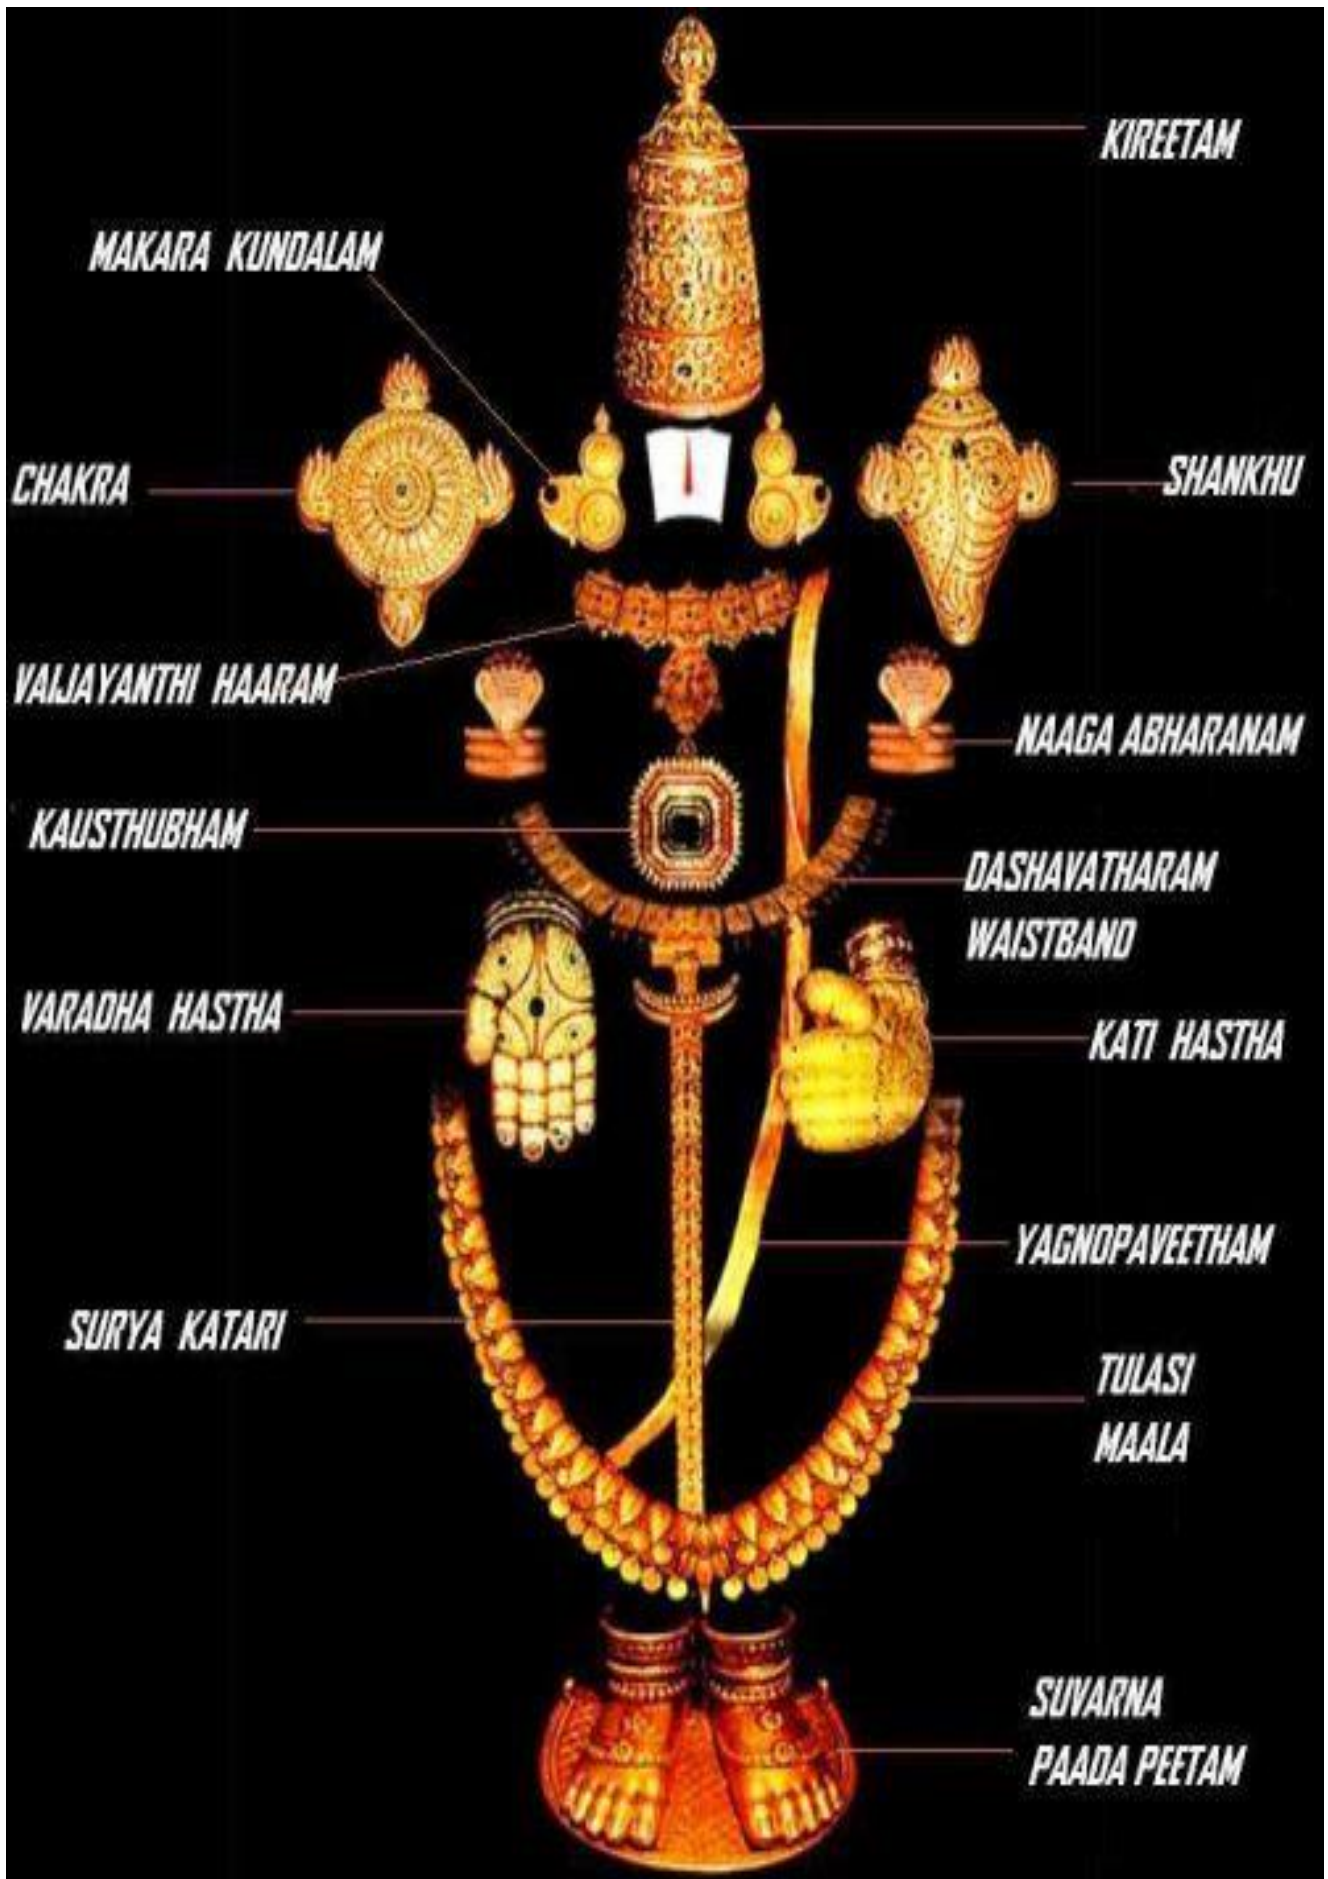 KIREETAM
MAKARA KUNDALAM
CHAKRA
SHANKHU
VAIJAYANTHI HAARAM
NAAGA ABHARANAM
KAUSTHUBHAM
DASHAVATHARAM
WAISTBAND
VARADHA HASTHA
KATI HASTHA
YAGNOPAVEETHAM
SURYA KATARI
TULASI
MAALA
SUVARNA
PAADA PEETAM